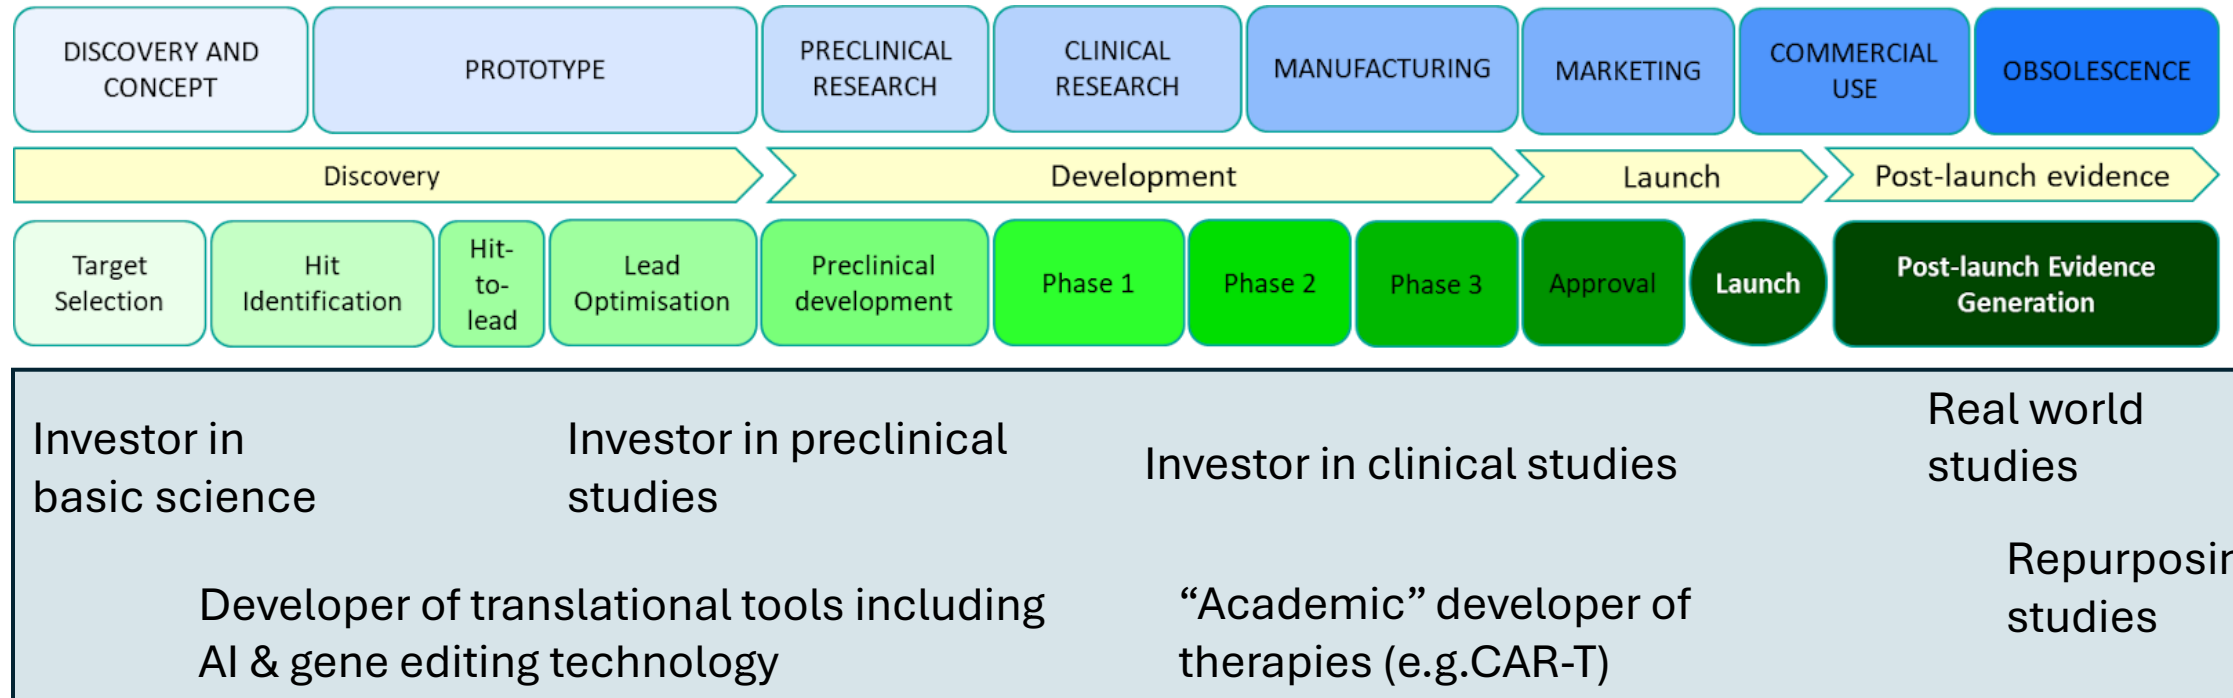 DISCOVERY AND
CONCEPT
PROTOTYPE
PRECLINICAL
RESEARCH
CLINICAL
RESEARCH
MANUFACTURING
MARKETING
COMMERCIAL
USE
OBSOLESCENCE
Discovery
Development
Launch
Post-launch evidence
Target
Selection
Hit
Identification
Hit-
to-
lead
Lead
Optimisation
Preclinical
development
Phase 1
Phase 2
Phase 3
Approval
Launch
Post-launch Evidence
Generation
Investor in
basic science
Investor in preclinical
studies
Investor in clinical studies
Real world
studies
Developer of translational tools including
AI & gene editing technology
“Academic” developer of
therapies (e.g.CAR-T)
studies